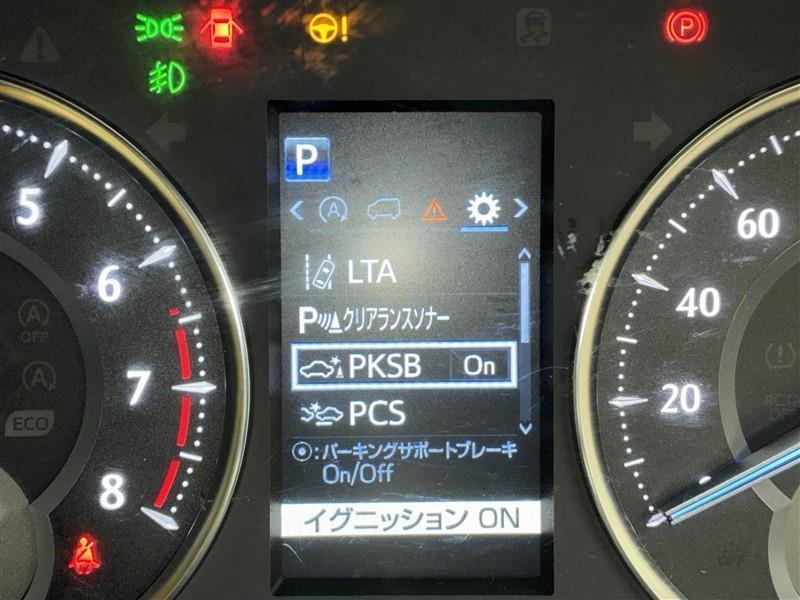 P
LTA
Pクリアランスソナー
PKSB On
PCS
:パーキングサポートブレーキ
On/Off
イグニッション ON
5
6
7
8
A
OFF
A
ECO
60
40
20
(P)
!
A